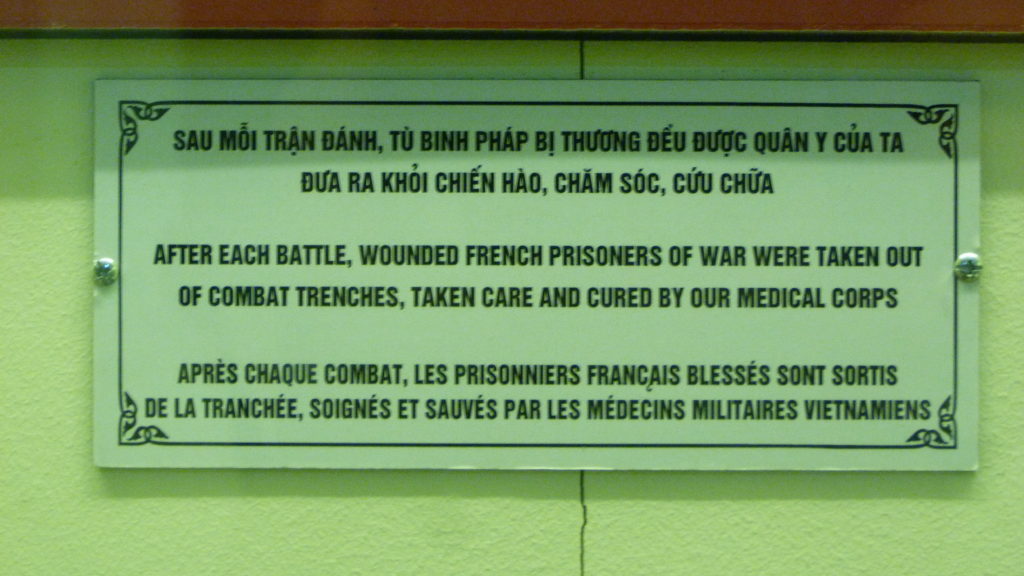 SAU MỖI TRẬN ĐÁNH, TÙ BINH PHÁP BỊ THƯƠNG ĐỀU ĐƯỢC QUÂN Y CỦA TA
ĐƯA RA KHỎI CHIẾN HÀO, CHĂM SÓC, CỨU CHỮA
AFTER EACH BATTLE, WOUNDED FRENCH PRISONERS OF WAR WERE TAKEN OUT
OF COMBAT TRENCHES, TAKEN CARE AND CURED BY OUR MEDICAL CORPS
APRÈS CHAQUE COMBAT, LES PRISONNIERS FRANÇAIS BLESSÉS SONT SORTIS
DE LA TRANCHÉE, SOIGNÉS ET SAUVÉS PAR LES MÉDECINS MILITAIRES VIETNAMIENS